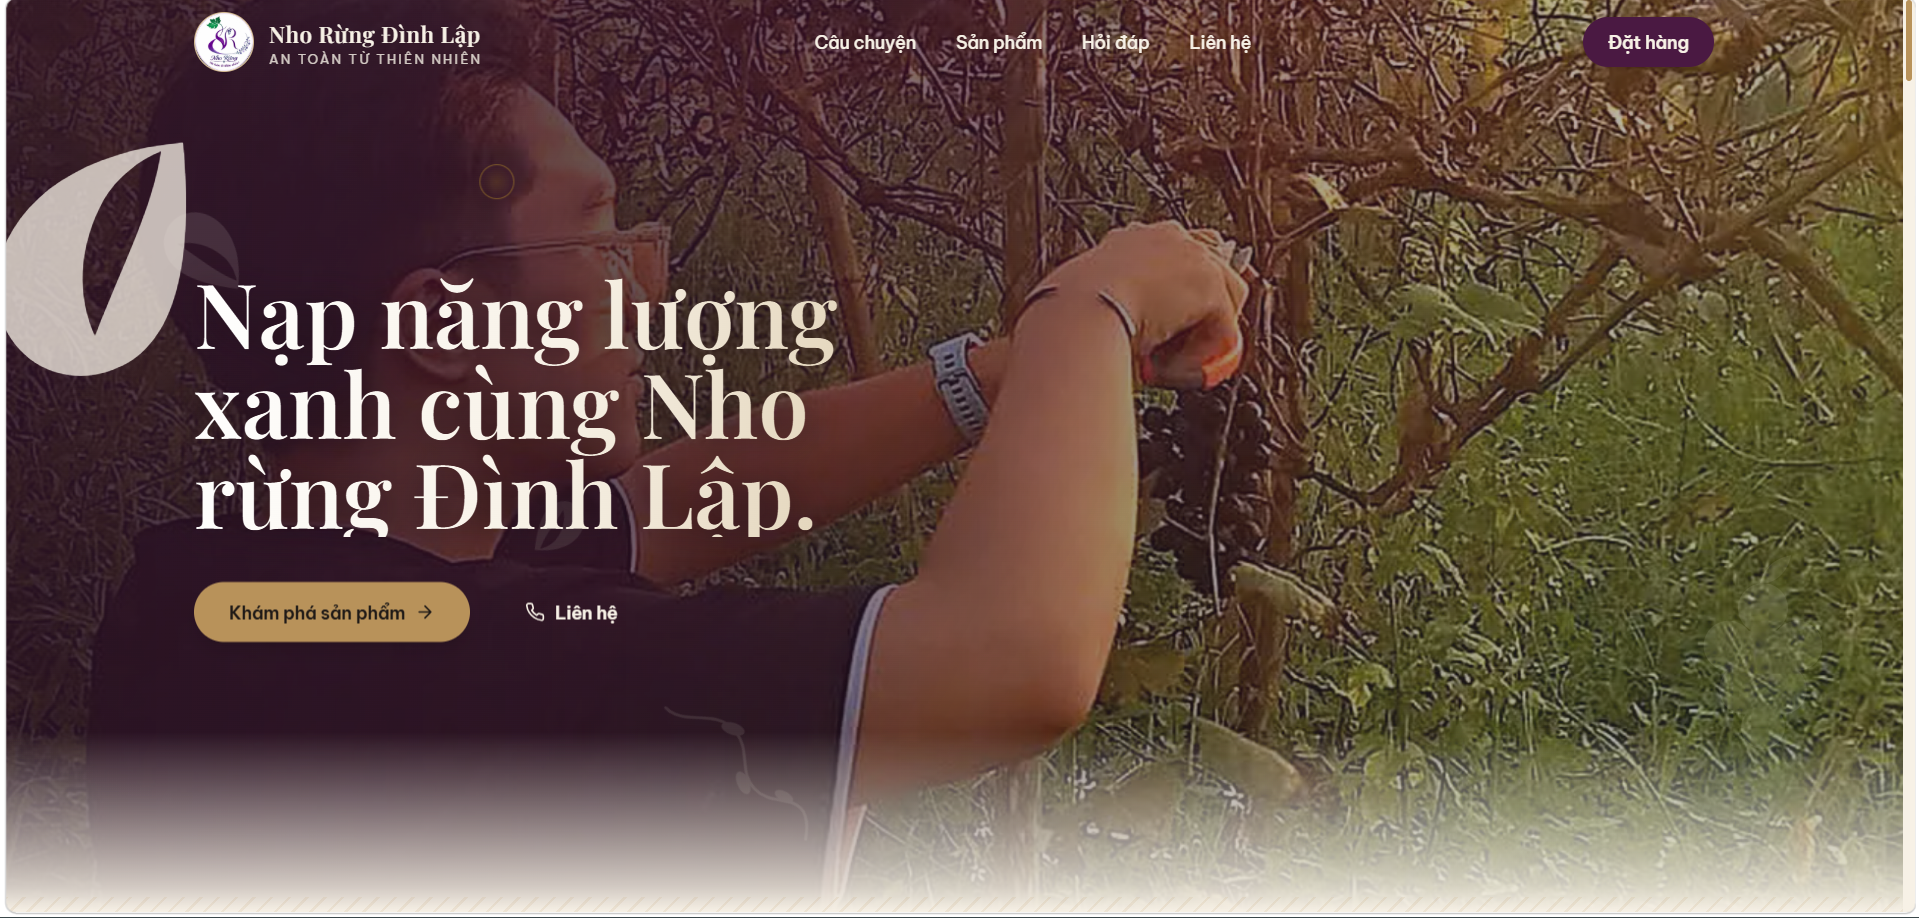 Nho Rừng Đình Lập
AN TOÀN TỪ THIÊN NHIÊN
Câu chuyện
Sản phẩm
Hỏi đáp
Liên hệ
Đặt hàng
Nạp năng lượng
xanh cùng Nho
rừng Đình Lập.
Khám phá sản phẩm
Liên hệ